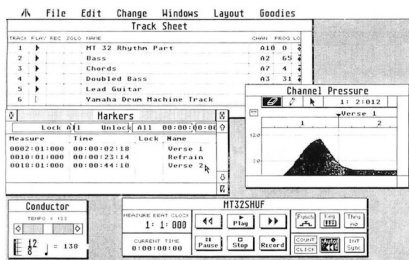 File Edit Change Windows Layout Goodies
Track Sheet
TRACK PLAY REC SOLO NAME CHAN PROG LO
1 MT 32 Rhythm Part A10 0
2 Bass A2 65
3 Chords A7 4
4 Doubled Bass A3 31
5 Lead Guitar
6 Yamaha Drum Machine Track
Channel Pressure
1: 2:012
Verse 1
1 2
Markers
Lock All Unlock All 00:00:00:00
Measure Time Lock Name
0002:01:000 00:00:02:18 Verse 1
0010:01:000 00:00:23:14 Refrain
0018:01:000 00:00:44:10 Verse 2
Conductor
TEMPO
12
8 = 138
MT32SHUF
MEASURE BEAT CLOCK
1: 1: 000
CURRENT TIME
0:00:00:00
Play
Pause Stop Record
Punch Key Thru
no
COUNT
CLICK
INT
Sync